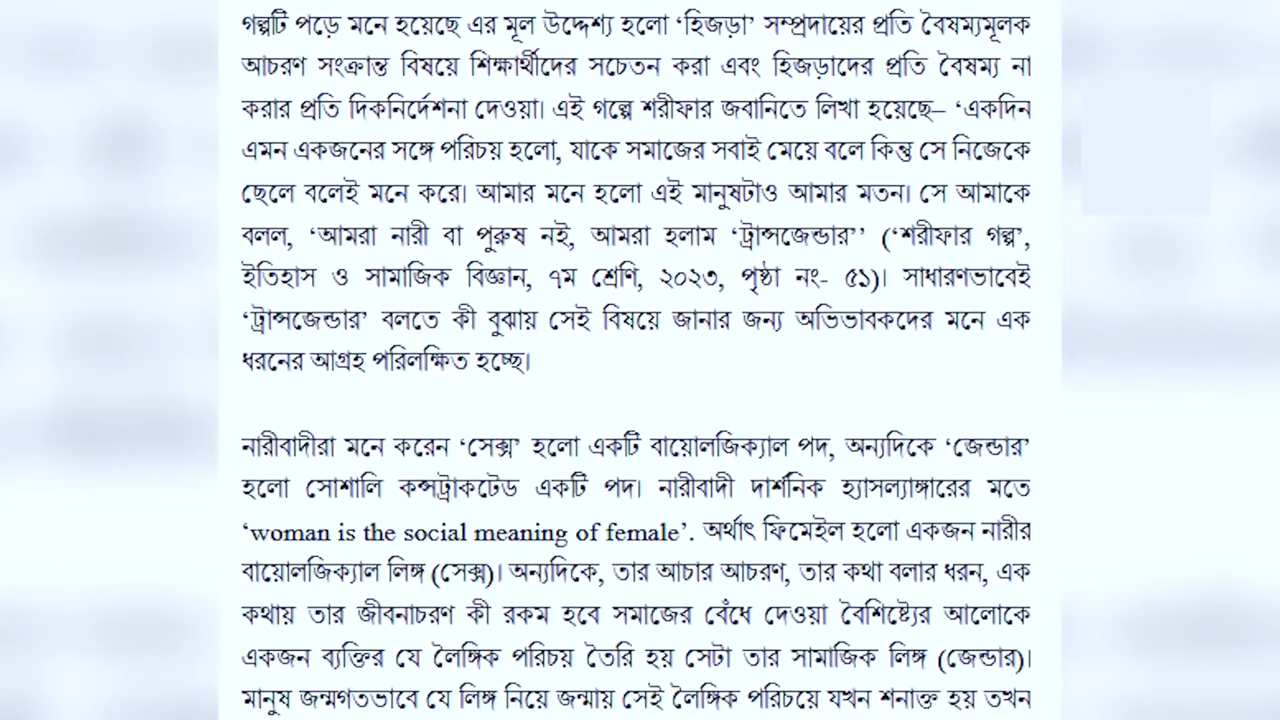 গল্পটি পড়ে মনে হয়েছে এর মূল উদ্দেশ্য হলো ‘হিজড়া’ সম্প্রদায়ের প্রতি বৈষম্যমূলক
আচরণ সংক্রান্ত বিষয়ে শিক্ষার্থীদের সচেতন করা এবং হিজড়াদের প্রতি বৈষম্য না
করার প্রতি দিকনির্দেশনা দেওয়া। এই গল্পে শরীফার জবানিতে লিখা হয়েছে– ‘একদিন
এমন একজনের সঙ্গে পরিচয় হলো, যাকে সমাজের সবাই মেয়ে বলে কিন্তু সে নিজেকে
ছেলে বলেই মনে করে। আমার মনে হলো এই মানুষটাও আমার মতন। সে আমাকে
বলল, ‘আমরা নারী বা পুরুষ নই, আমরা হলাম ‘ট্রান্সজেন্ডার’’ (‘শরীফার গল্প’,
ইতিহাস ও সামাজিক বিজ্ঞান, ৭ম শ্রেণি, ২০২৩, পৃষ্ঠা নং- ৫১)। সাধারণভাবেই
‘ট্রান্সজেন্ডার’ বলতে কী বুঝায় সেই বিষয়ে জানার জন্য অভিভাবকদের মনে এক
ধরনের আগ্রহ পরিলক্ষিত হচ্ছে।
নারীবাদীরা মনে করেন ‘সেক্স’ হলো একটি বায়োলজিক্যাল পদ, অন্যদিকে ‘জেন্ডার’
হলো সোশালি কন্সট্রাকটেড একটি পদ। নারীবাদী দার্শনিক হ্যাসল্যাঙ্গারের মতে
‘woman is the social meaning of female’. অর্থাৎ ফিমেইল হলো একজন নারীর
বায়োলজিক্যাল লিঙ্গ (সেক্স)। অন্যদিকে, তার আচার আচরণ, তার কথা বলার ধরন, এক
কথায় তার জীবনাচরণ কী রকম হবে সমাজের বেঁধে দেওয়া বৈশিষ্ট্যের আলোকে
একজন ব্যক্তির যে লৈঙ্গিক পরিচয় তৈরি হয় সেটা তার সামাজিক লিঙ্গ (জেন্ডার)।
মানুষ জন্মগতভাবে যে লিঙ্গ নিয়ে জন্মায় সেই লৈঙ্গিক পরিচয়ে যখন শনাক্ত হয় তখন